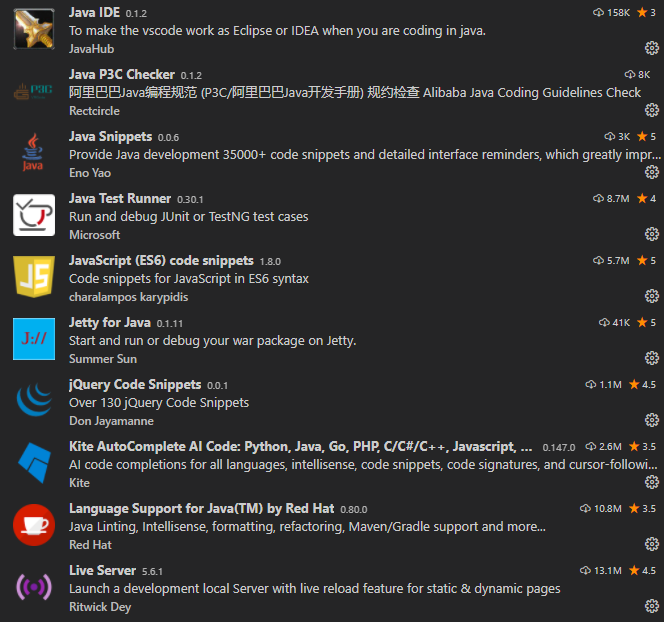 Java IDE 0.1.2 158K 3
To make the vscode work as Eclipse or IDEA when you are coding in java.
JavaHub
Java P3C Checker 0.1.2 8K
P3C
阿里巴巴Java编程规范 (P3C/阿里巴巴Java开发手册) 规约检查 Alibaba Java Coding Guidelines Check
Rectcircle
Java Snippets 0.0.6 3K 5
Provide Java development 35000+ code snippets and detailed interface reminders, which greatly impr...
Java
Eno Yao
Java Test Runner 0.30.1 8.7M 4
Run and debug JUnit or TestNG test cases
Microsoft
JavaScript (ES6) code snippets 1.8.0 5.7M 5
JS
Code snippets for JavaScript in ES6 syntax
charalampos karypidis
Jetty for Java 0.1.11 41K 5
J://
Start and run or debug your war package on Jetty.
Summer Sun
jQuery Code Snippets 0.0.1 1.1M 4.5
Over 130 jQuery Code Snippets
Don Jayamanne
Kite AutoComplete AI Code: Python, Java, Go, PHP, C/C#/C++, Javascript, ... 0.147.0 2.6M 3.5
AI code completions for all languages, intellisense, code snippets, code signatures, and cursor-followi...
Kite
Language Support for Java(TM) by Red Hat 0.80.0 10.8M 3.5
Java Linting, Intellisense, formatting, refactoring, Maven/Gradle support and more...
Red Hat
Live Server 5.6.1 13.1M 4.5
Launch a development local Server with live reload feature for static & dynamic pages
Ritwick Dey